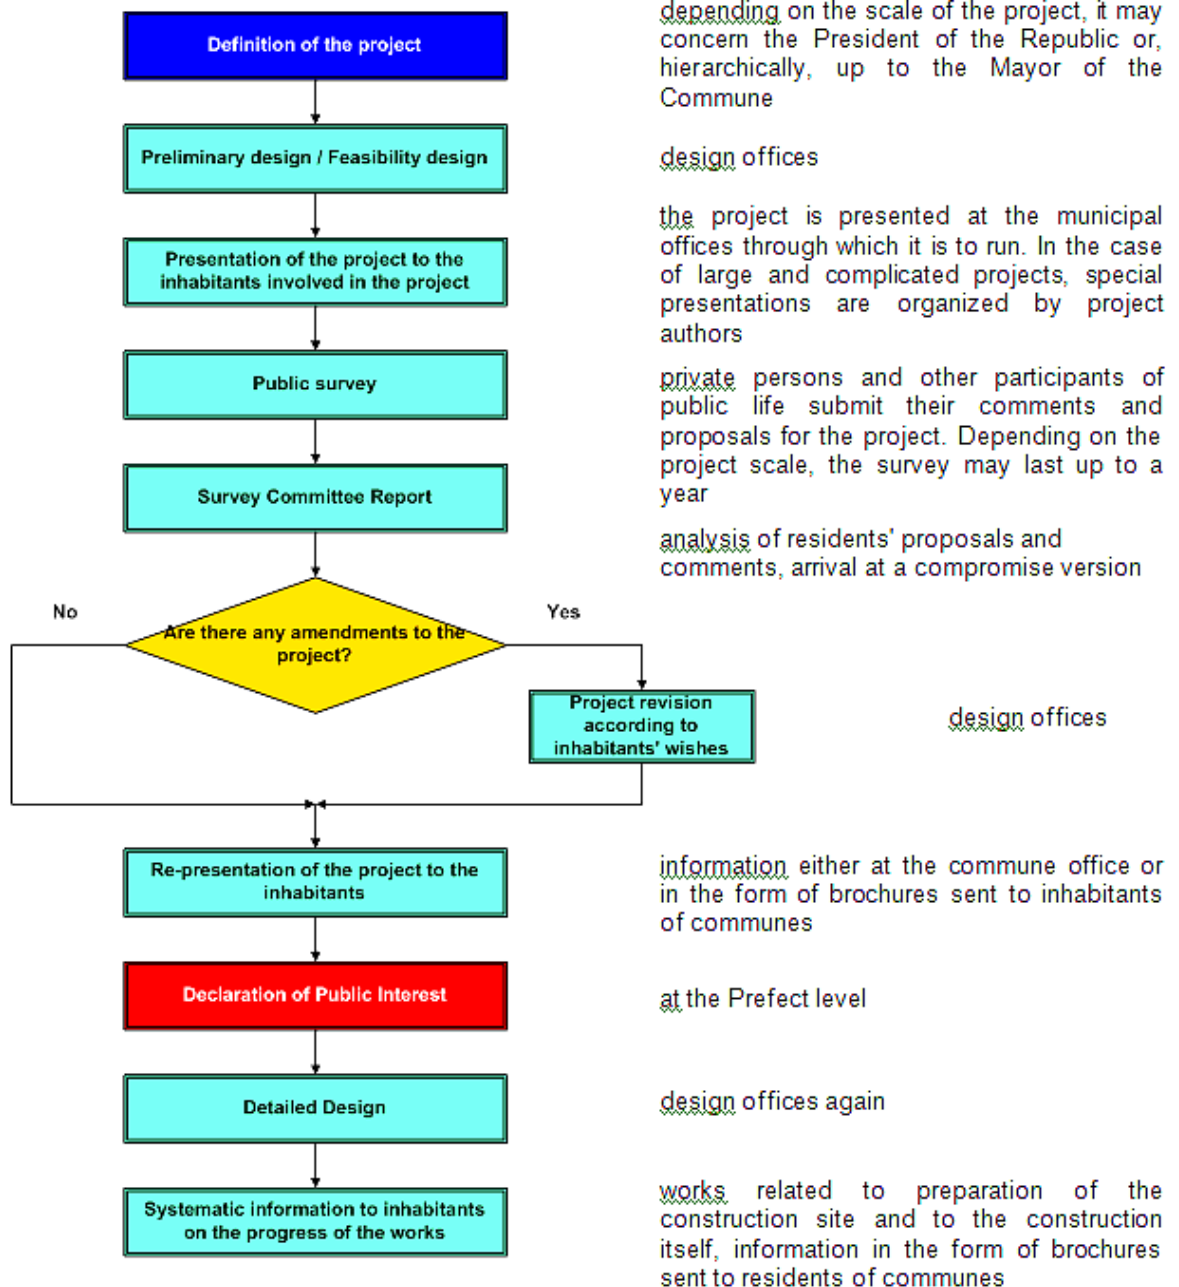 depending on the scale of the project, it may
concern the President of the Republic or,
hierarchically, up to the Mayor of the
Commune
Definition of the project
Preliminary design / Feasibility design
design offices
Presentation of the project to the
inhabitants involved in the project
the project is presented at the municipal
offices through which it is to run. In the case
of large and complicated projects, special
presentations are organized by project
authors
Public survey
private persons and other participants of
public life submit their comments and
proposals for the project. Depending on the
project scale, the survey may last up to a
year
Survey Committee Report
analysis of residents' proposals and
comments, arrival at a compromise version
No
Yes
Are there any amendments to the
project?
Project revision
according to
inhabitants' wishes
design offices
Re-presentation of the project to the
inhabitants
information either at the commune office or
in the form of brochures sent to inhabitants
of communes
Declaration of Public Interest
at the Prefect level
Detailed Design
design offices again
Systematic information to inhabitants
on the progress of the works
works related to preparation of the
construction site and to the construction
itself, information in the form of brochures
sent to residents of communes